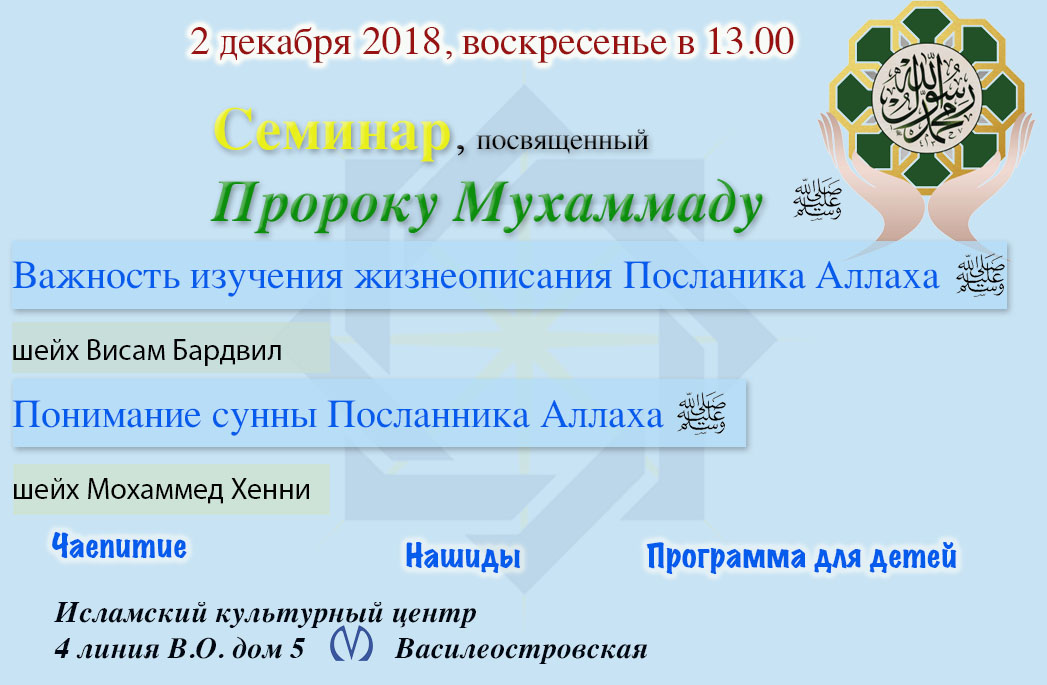 2 декабря 2018, воскресенье в 13.00
محمد رسول الله
Семинар, посвященный
Пророку Мухаммаду ﷺ
Важность изучения жизнеописания Посланика Аллаха ﷺ
шейх Висам Бардвил
Понимание сунны Посланника Аллаха ﷺ
шейх Мохаммед Хенни
Чаепитие Нашиды Программа для детей
Исламский культурный центр
4 линия В.О. дом 5 Василеостровская